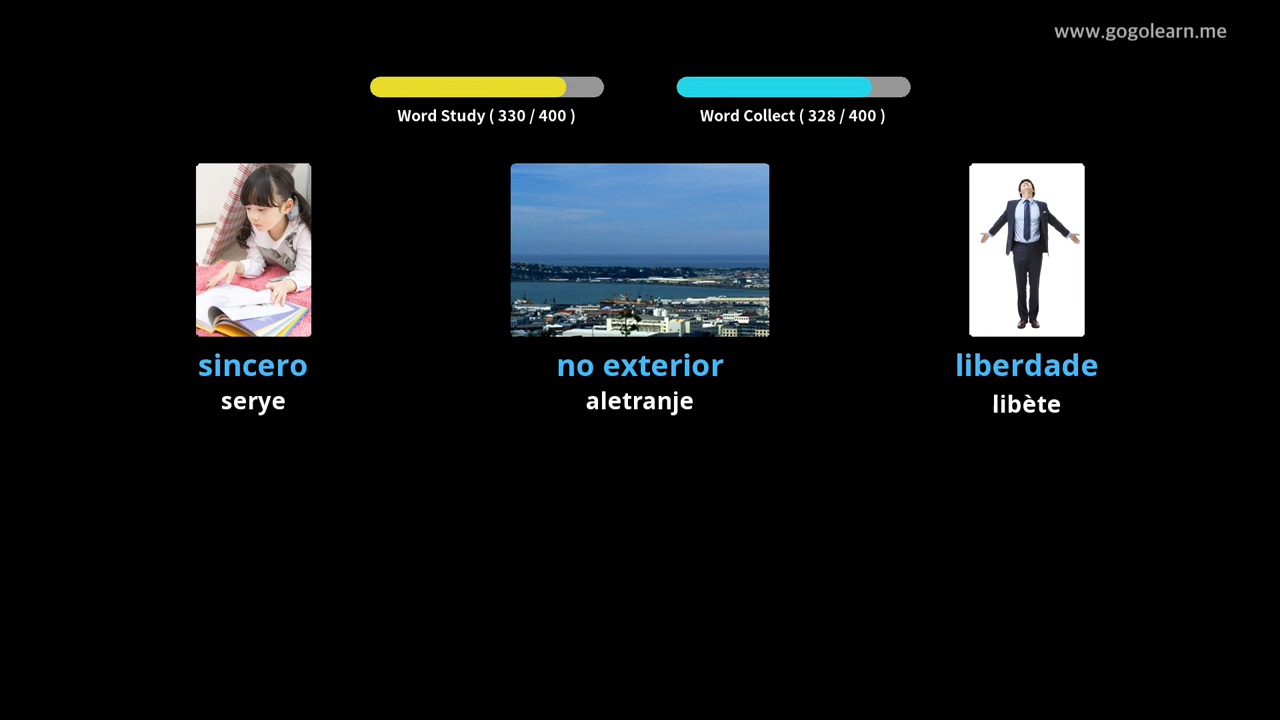 www.gogolearn.me
Word Study ( 330 / 400 )
Word Collect ( 328 / 400 )
sincero
serye
no exterior
aletranje
liberdade
libète